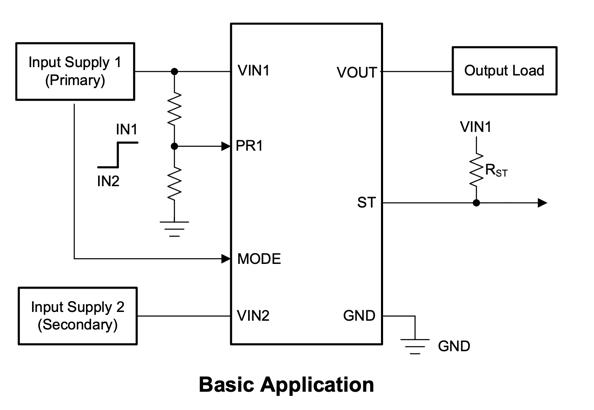 Input Supply 1
(Primary)
VIN1
VOUT
Output Load
IN1
IN2
PR1
VIN1
RST
ST
MODE
Input Supply 2
(Secondary)
VIN2
GND
GND
Basic Application